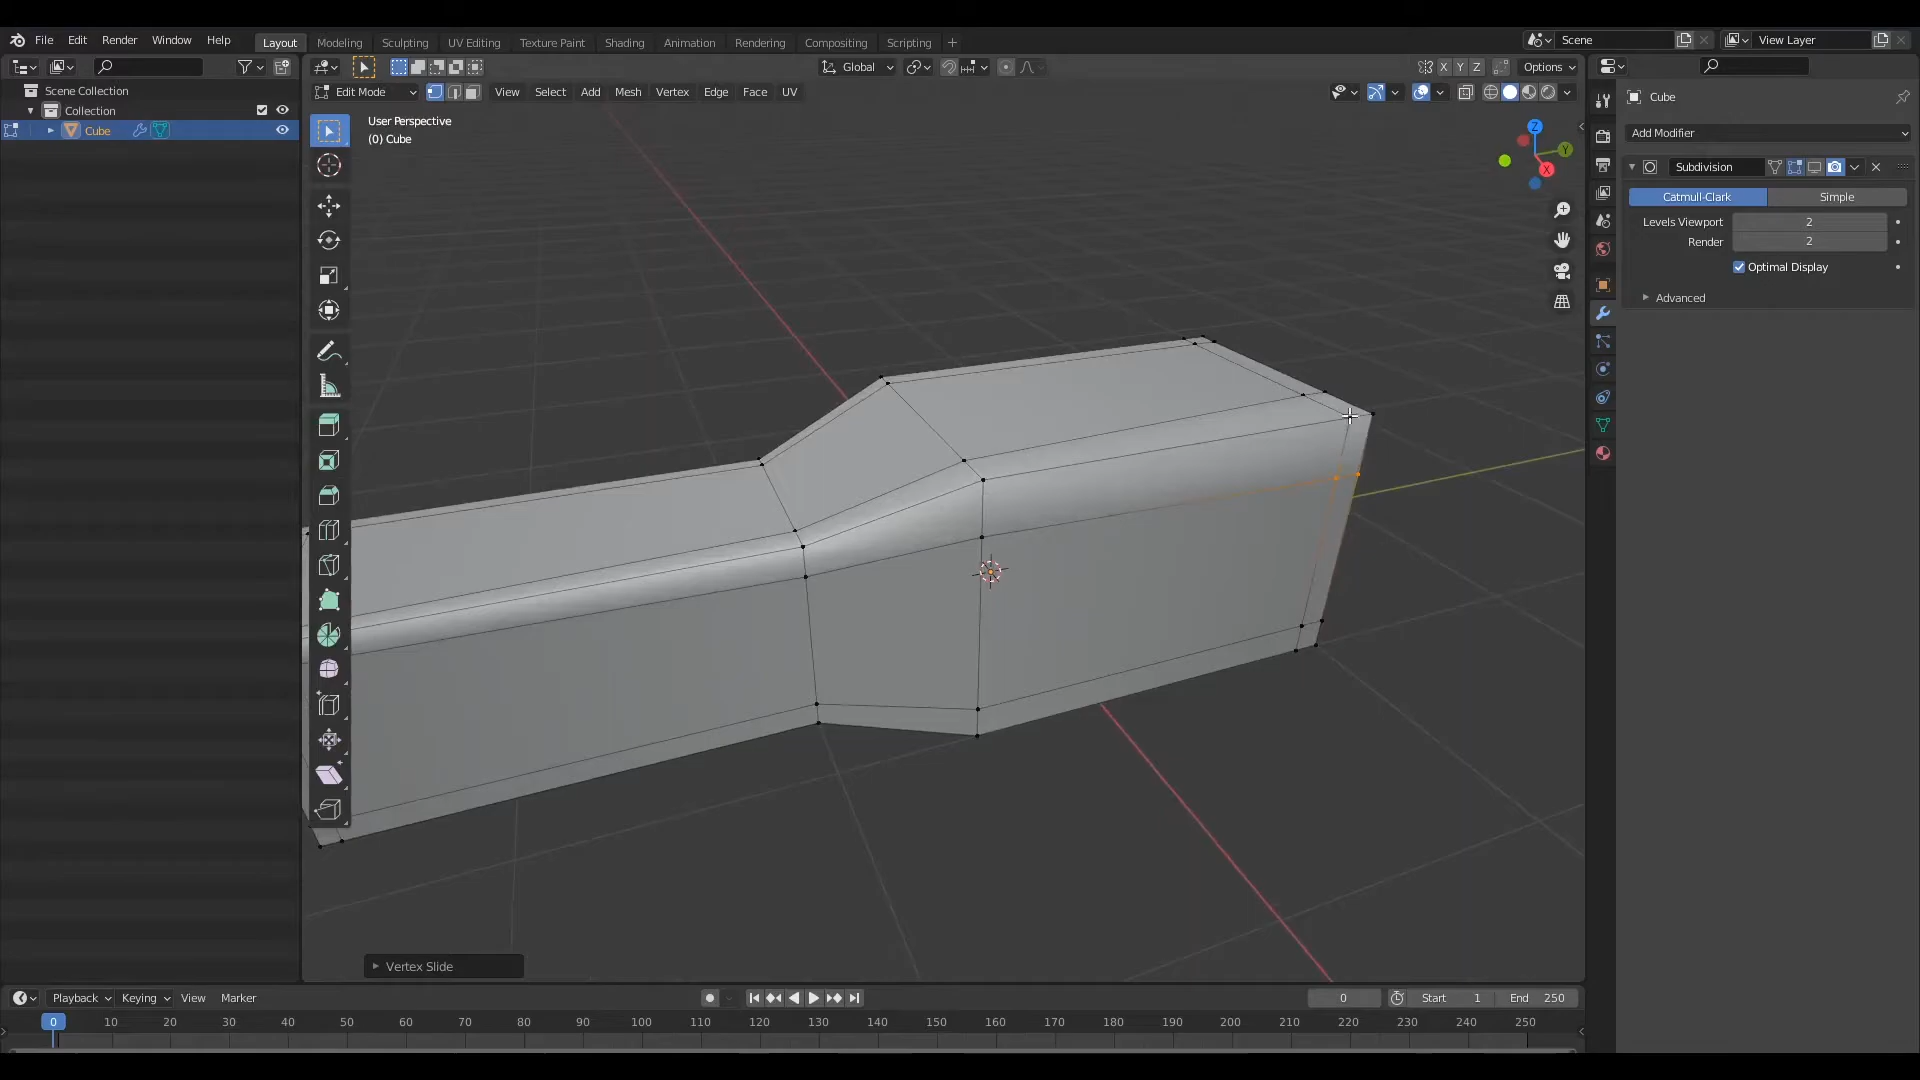 File Edit Render Window Help Layout Modeling Sculpting UV Editing Texture Paint Shading Animation Rendering Compositing Scripting + Scene View Layer
Global X Y Z Options
Scene Collection
Edit Mode View Select Add Mesh Vertex Edge Face UV
Cube
Collection
User Perspective
Cube
(0) Cube
Z
Y
X
Add Modifier
Subdivision
Catmull-Clark Simple
Levels Viewport 2
Render 2
Optimal Display
Advanced
Vertex Slide
Playback Keying View Marker 0 Start 1 End 250
0 10 20 30 40 50 60 70 80 90 100 110 120 130 140 150 160 170 180 190 200 210 220 230 240 250